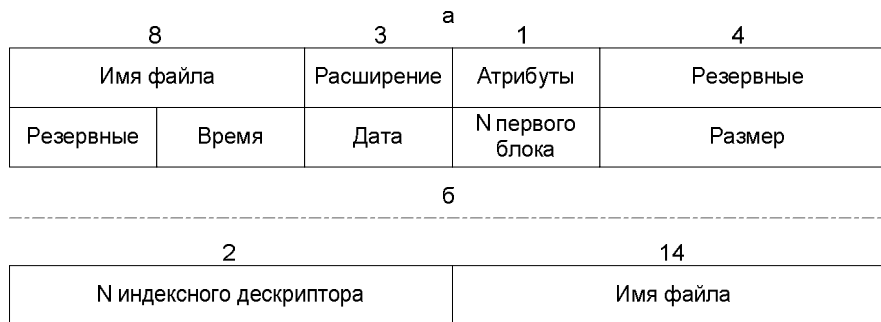 а
8 3 1 4
Имя файла Расширение Атрибуты Резервные
Резервные Время Дата N первого блока Размер
б
2 14
N индексного дескриптора Имя файла